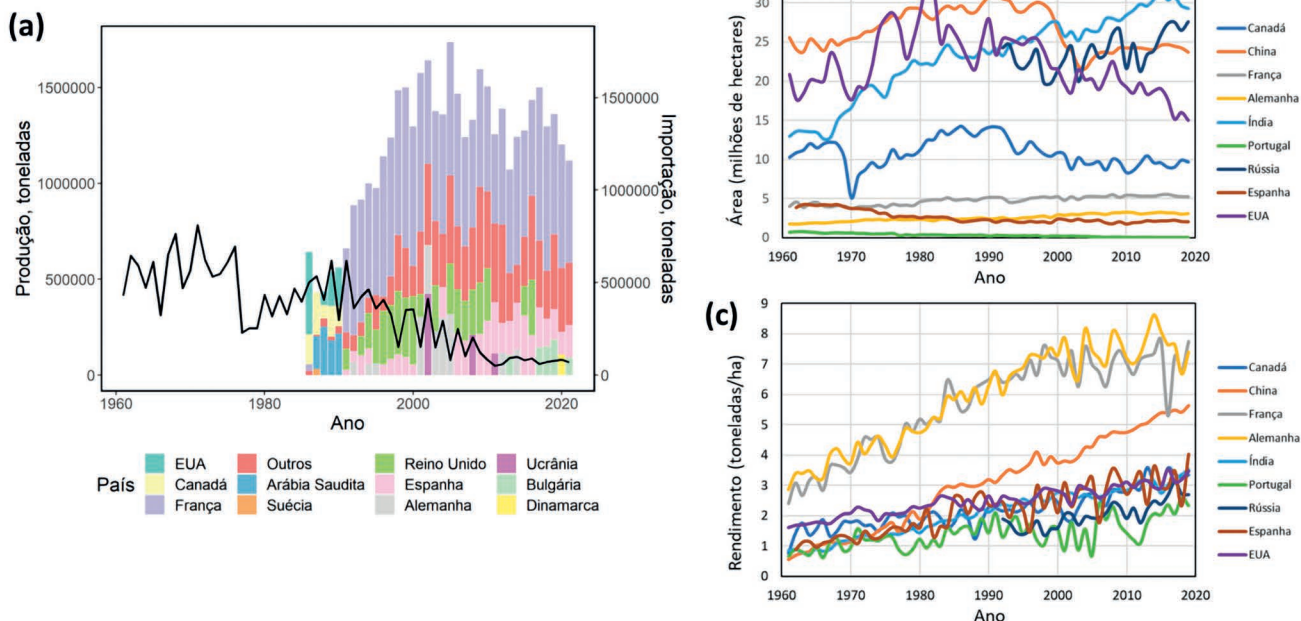 (a)
Produção, toneladas
1500000
1000000
500000
0
Importação, toneladas
1500000
1000000
500000
0
1960
1980
2000
2020
Ano
País
EUA
Canadá
França
Outros
Arábia Saudita
Suécia
Reino Unido
Espanha
Alemanha
Ucrânia
Bulgária
Dinamarca
Área (milhões de hectares)
30
25
20
15
10
5
0
1960
1970
1980
1990
2000
2010
2020
Ano
Canadá
China
França
Alemanha
Índia
Portugal
Rússia
Espanha
EUA
(c)
Rendimento (toneladas/ha)
9
8
7
6
5
4
3
2
1
0
1960
1970
1980
1990
2000
2010
2020
Ano
Canadá
China
França
Alemanha
Índia
Portugal
Rússia
Espanha
EUA